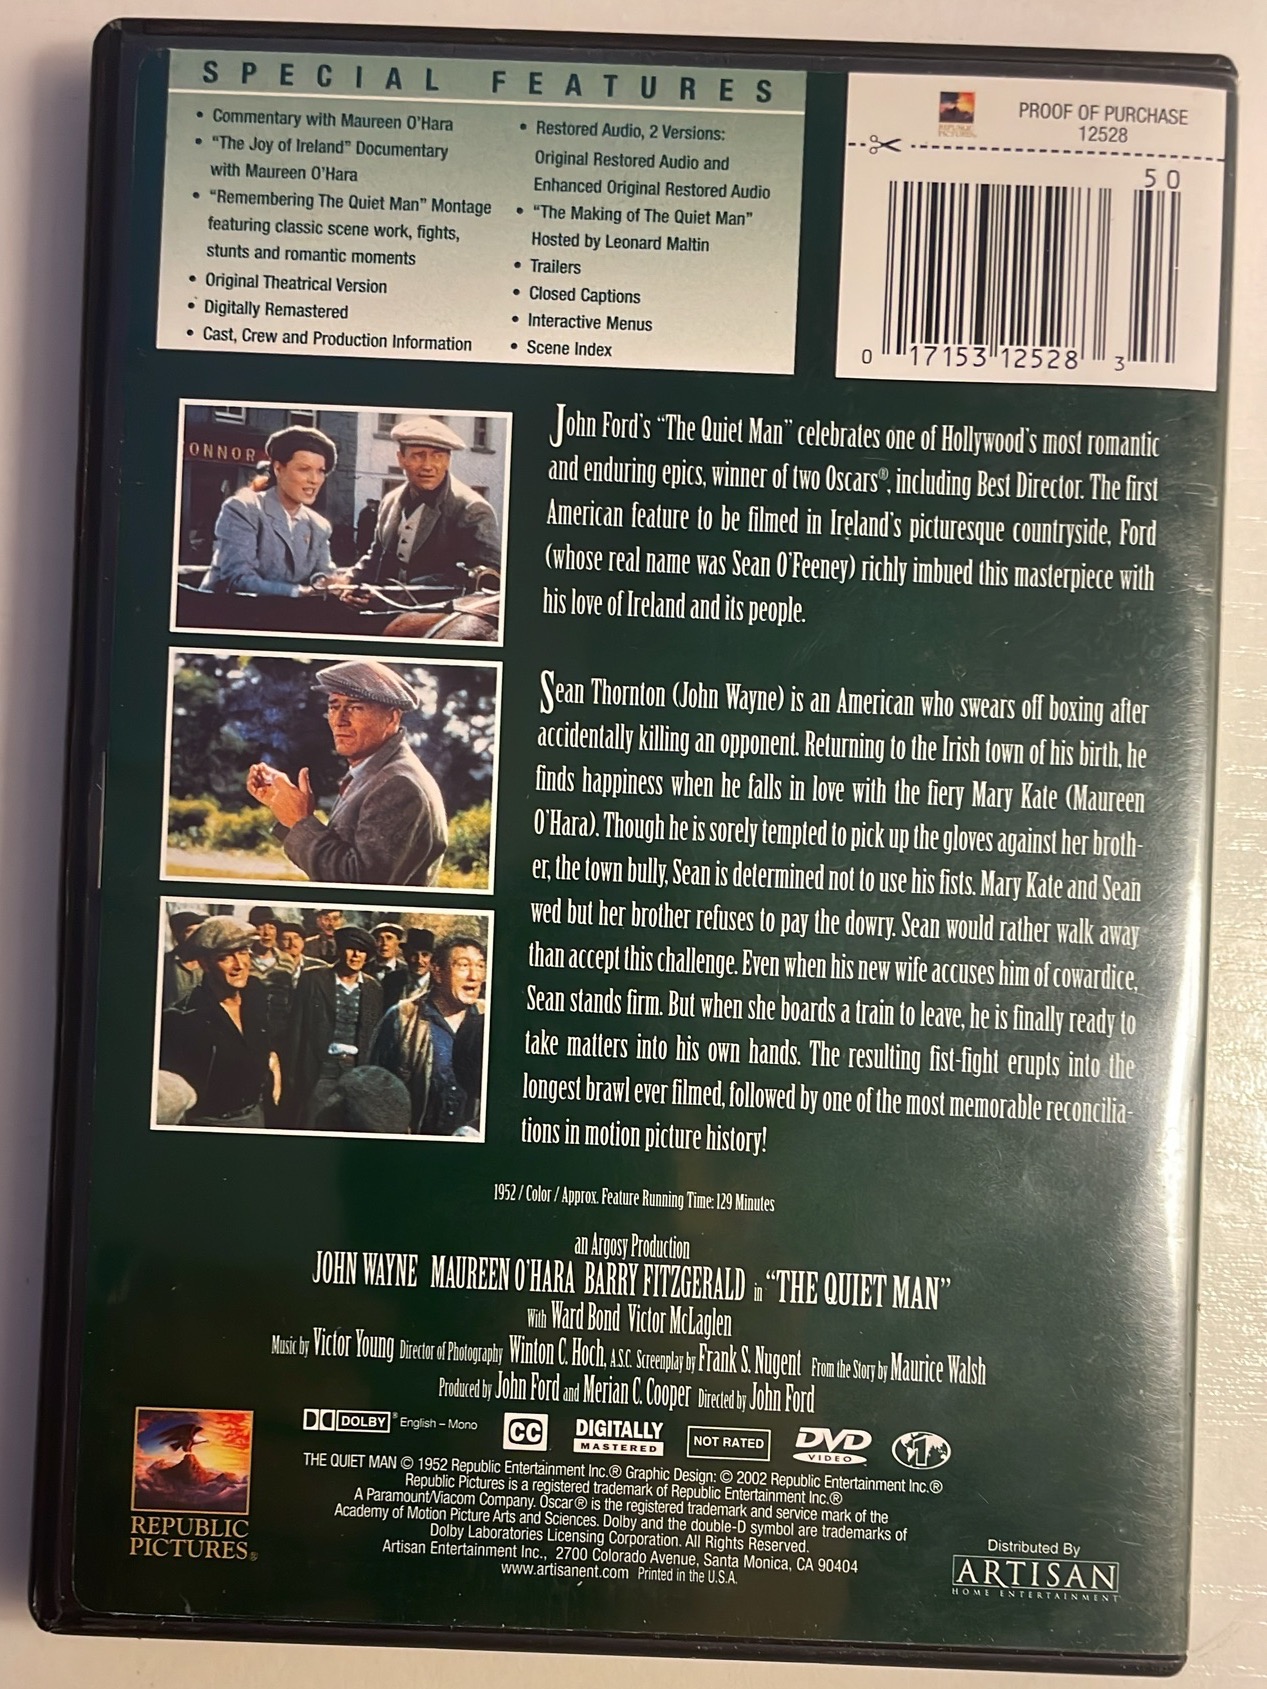 SPECIAL FEATURES
• Commentary with Maureen O'Hara
• "The Joy of Ireland" Documentary
with Maureen O'Hara
• "Remembering The Quiet Man" Montage
featuring classic scene work, fights,
stunts and romantic moments
• Original Theatrical Version
• Digitally Remastered
• Cast, Crew and Production Information
• Restored Audio, 2 Versions:
Original Restored Audio and
Enhanced Original Restored Audio
• "The Making of The Quiet Man"
Hosted by Leonard Maltin
• Trailers
• Closed Captions
• Interactive Menus
• Scene Index
REPUBLIC
PICTURES
PROOF OF PURCHASE
12528
50
0 17153 12528 3
ONNOR
John Ford's "The Quiet Man" celebrates one of Hollywood's most romantic
and enduring epics, winner of two Oscars®, including Best Director. The first
American feature to be filmed in Ireland's picturesque countryside, Ford
(whose real name was Sean O'Feeney) richly imbued this masterpiece with
his love of Ireland and its people.
Sean Thornton (John Wayne) is an American who swears off boxing after
accidentally killing an opponent. Returning to the Irish town of his birth, he
finds happiness when he falls in love with the fiery Mary Kate (Maureen
O'Hara). Though he is sorely tempted to pick up the gloves against her broth-
er, the town bully, Sean is determined not to use his fists. Mary Kate and Sean
wed but her brother refuses to pay the dowry. Sean would rather walk away
than accept this challenge. Even when his new wife accuses him of cowardice,
Sean stands firm. But when she boards a train to leave, he is finally ready to
take matters into his own hands. The resulting fist-fight erupts into the
longest brawl ever filmed, followed by one of the most memorable reconcilia-
tions in motion picture history!
1952 / Color / Approx. Feature Running Time: 129 Minutes
an Argosy Production
JOHN WAYNE MAUREEN O'HARA BARRY FITZGERALD in "THE QUIET MAN"
With Ward Bond Victor McLaglen
Music by Victor Young Director of Photography Winton C. Hoch, A.S.C. Screenplay by Frank S. Nugent From the Story by Maurice Walsh
Produced by John Ford and Merian C. Cooper Directed by John Ford
DOLBY® English – Mono
CC
DIGITALLY
MASTERED
NOT RATED
DVD
VIDEO
1
THE QUIET MAN © 1952 Republic Entertainment Inc.® Graphic Design: © 2002 Republic Entertainment Inc.®
Republic Pictures is a registered trademark of Republic Entertainment Inc.®
A Paramount/Viacom Company. Oscar® is the registered trademark and service mark of the
Academy of Motion Picture Arts and Sciences. Dolby and the double-D symbol are trademarks of
Dolby Laboratories Licensing Corporation. All Rights Reserved.
Artisan Entertainment Inc., 2700 Colorado Avenue, Santa Monica, CA 90404
www.artisanent.com Printed in the U.S.A.
REPUBLIC
PICTURES®
Distributed By
ARTISAN
HOME ENTERTAINMENT